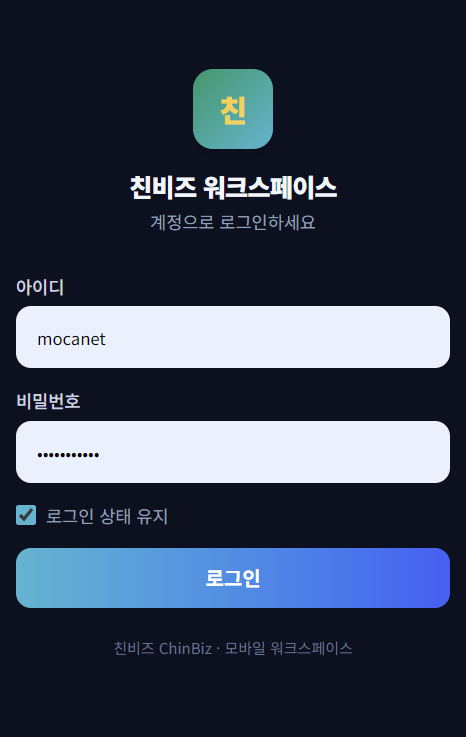 친
친비즈 워크스페이스
계정으로 로그인하세요
아이디
mocanet
비밀번호
•••••••••••
로그인 상태 유지
로그인
친비즈 ChinBiz · 모바일 워크스페이스